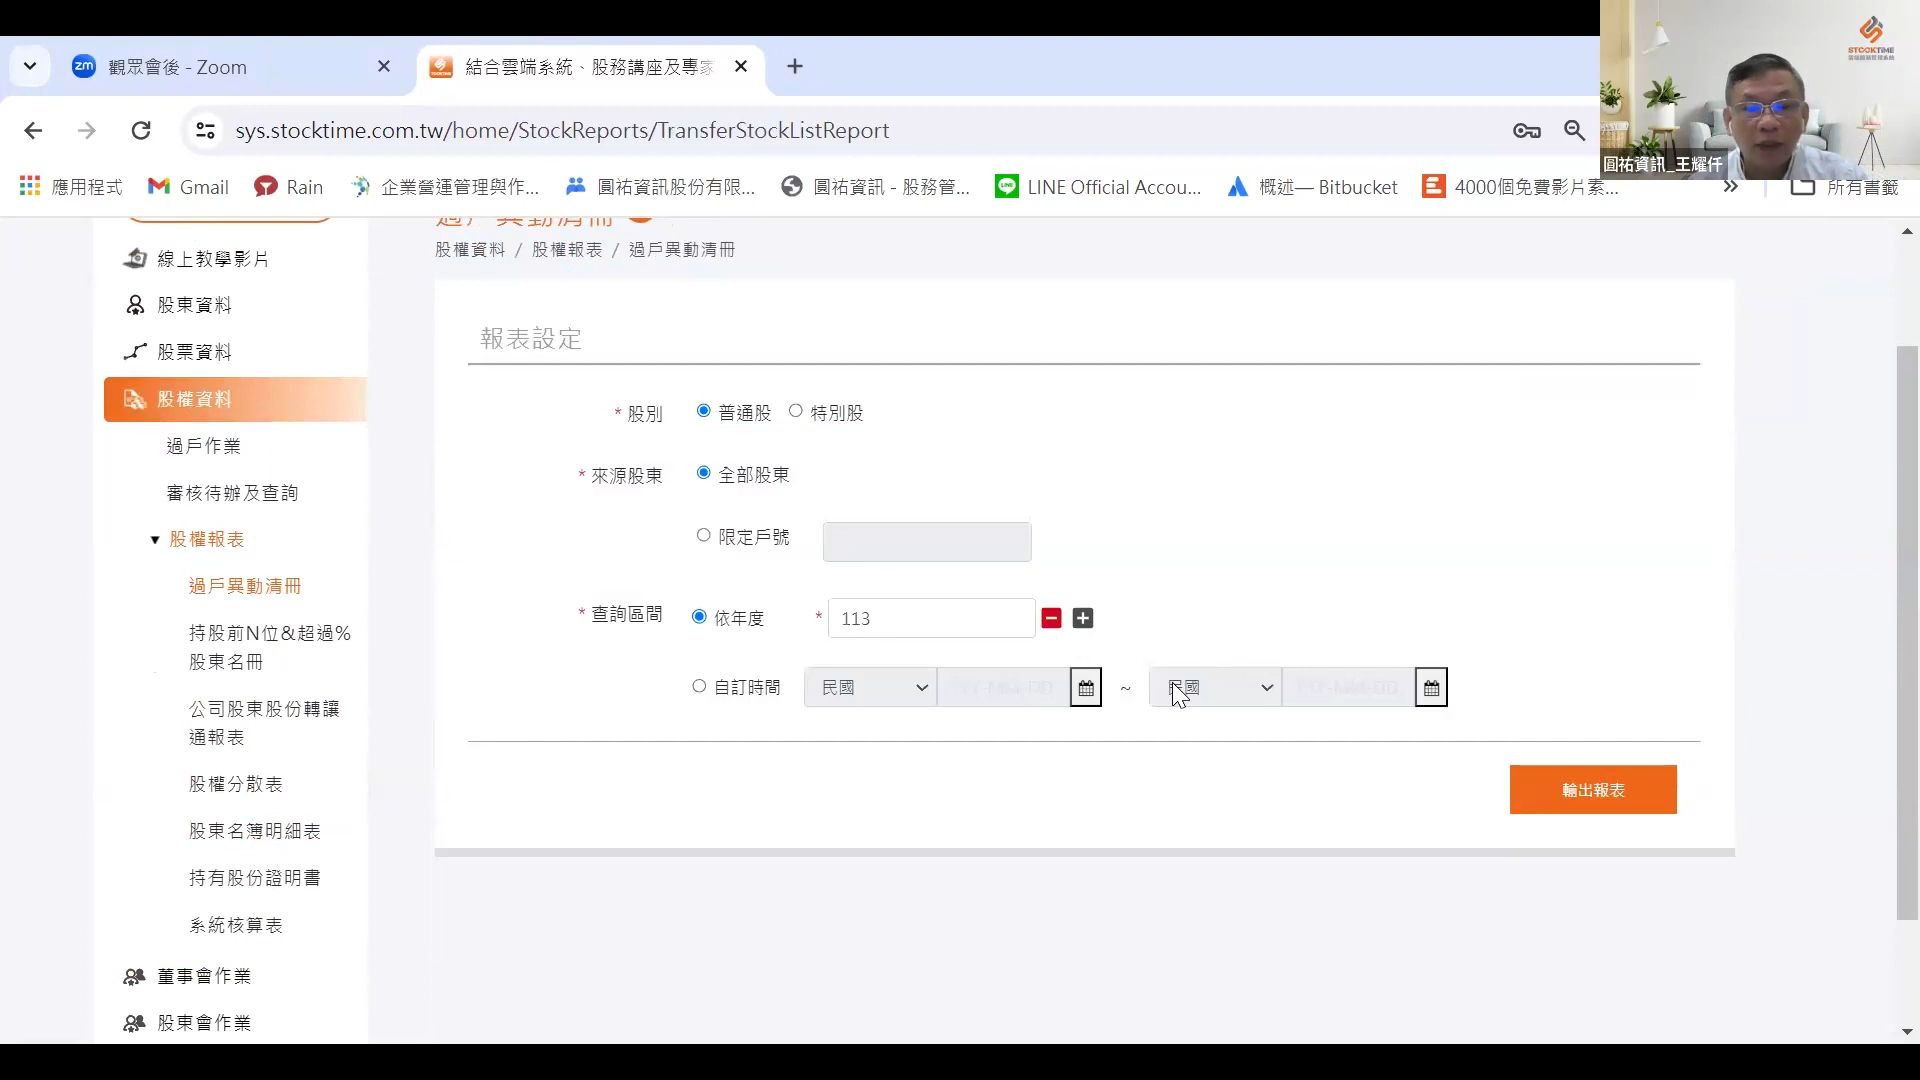 觀眾會後 - Zoom
結合雲端系統、股務講座及專家
sys.stocktime.com.tw/home/StockReports/TransferStockListReport
STOCKTIME
圓祐資訊_王耀仟
應用程式
Gmail
Rain
企業營運管理與作...
圓祐資訊股份有限...
圓祐資訊 - 股務管...
LINE Official Accou...
概述— Bitbucket
4000個免費影片素...
所有書籤
過戶異動清冊
股權資料 / 股權報表 / 過戶異動清冊
線上教學影片
股東資料
股票資料
股權資料
過戶作業
審核待辦及查詢
股權報表
過戶異動清冊
持股前N位&超過%
股東名冊
公司股東股份轉讓
通報表
股權分散表
股東名簿明細表
持有股份證明書
系統核算表
董事會作業
股東會作業
報表設定
* 股別 普通股 特別股
* 來源股東 全部股東
限定戶號
* 查詢區間 依年度 * 113
自訂時間 民國 ~ 民國
輸出報表